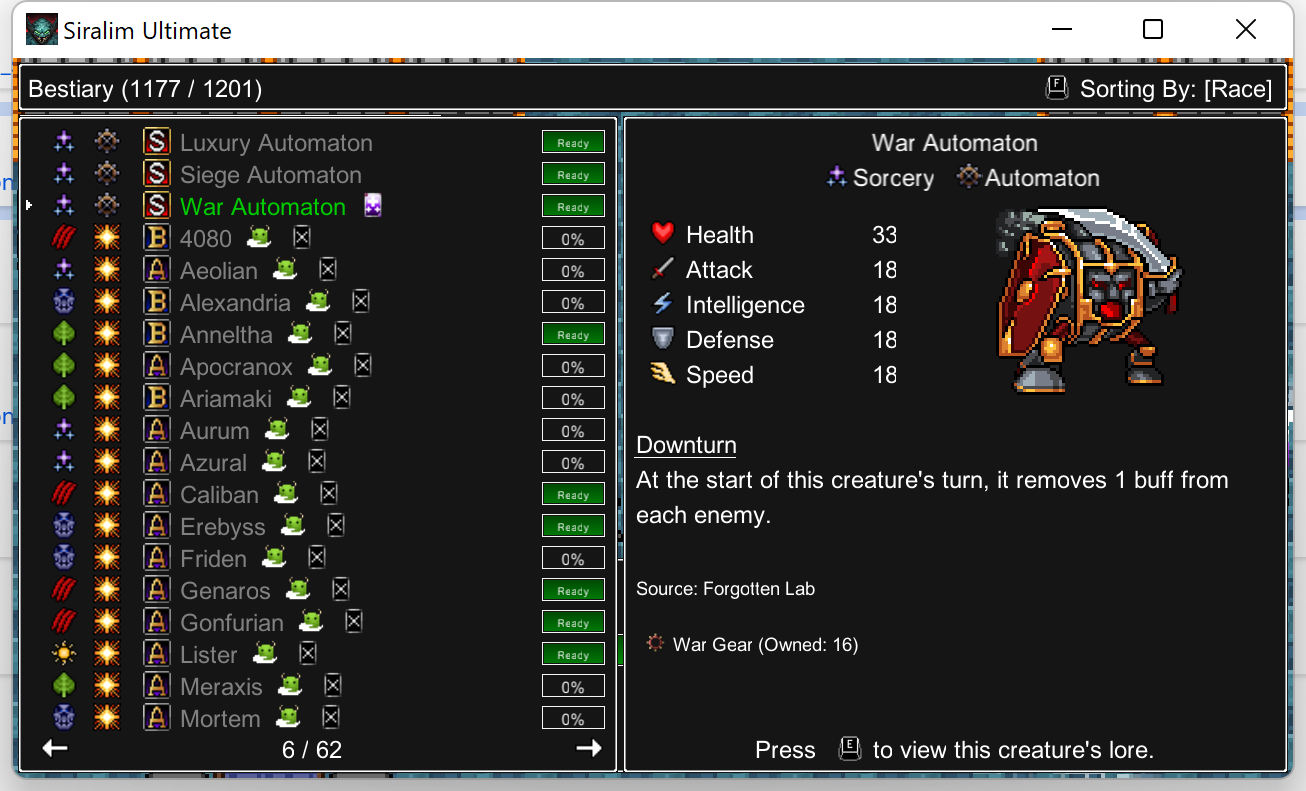 Siralim Ultimate
Bestiary (1177 / 1201)
F Sorting By: [Race]
S Luxury Automaton Ready
S Siege Automaton Ready
S War Automaton Ready
B 4080 0%
A Aeolian 0%
B Alexandria 0%
B Anneltha Ready
A Apocranox 0%
B Ariamaki 0%
A Aurum 0%
A Azural 0%
A Caliban Ready
A Erebyss Ready
A Friden 0%
A Genaros Ready
A Gonfurian Ready
A Lister Ready
A Meraxis 0%
A Mortem 0%
6 / 62
War Automaton
Sorcery Automaton
Health 33
Attack 18
Intelligence 18
Defense 18
Speed 18
Downturn
At the start of this creature's turn, it removes 1 buff from
each enemy.
Source: Forgotten Lab
War Gear (Owned: 16)
Press E to view this creature's lore.